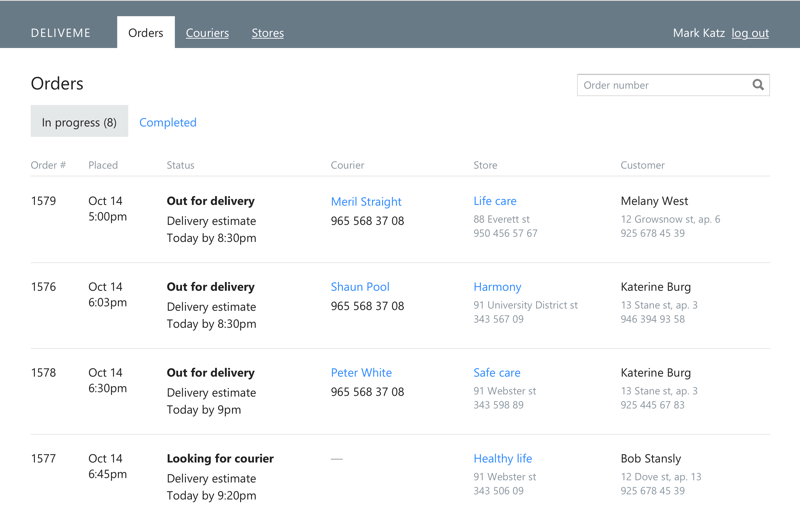 DELIVEME Orders Couriers Stores Mark Katz log out
Orders
Order number
In progress (8) Completed
Order # Placed Status Courier Store Customer
1579 Oct 14 Out for delivery Meril Straight Life care Melany West
5:00pm Delivery estimate 965 568 37 08 88 Everett st 12 Growsnow st, ap. 6
Today by 8:30pm 950 456 57 67 925 678 45 39
1576 Oct 14 Out for delivery Shaun Pool Harmony Katerine Burg
6:03pm Delivery estimate 965 568 37 08 91 University District st 13 Stane st, ap. 3
Today by 8:30pm 343 567 09 946 394 93 58
1578 Oct 14 Out for delivery Peter White Safe care Katerine Burg
6:30pm Delivery estimate 965 568 37 08 91 Webster st 13 Stane st, ap. 3
Today by 9pm 343 598 89 925 445 67 83
1577 Oct 14 Looking for courier — Healthy life Bob Stansly
6:45pm Delivery estimate 91 Webster st 12 Dove st, ap. 13
Today by 9:20pm 343 506 09 925 678 45 39